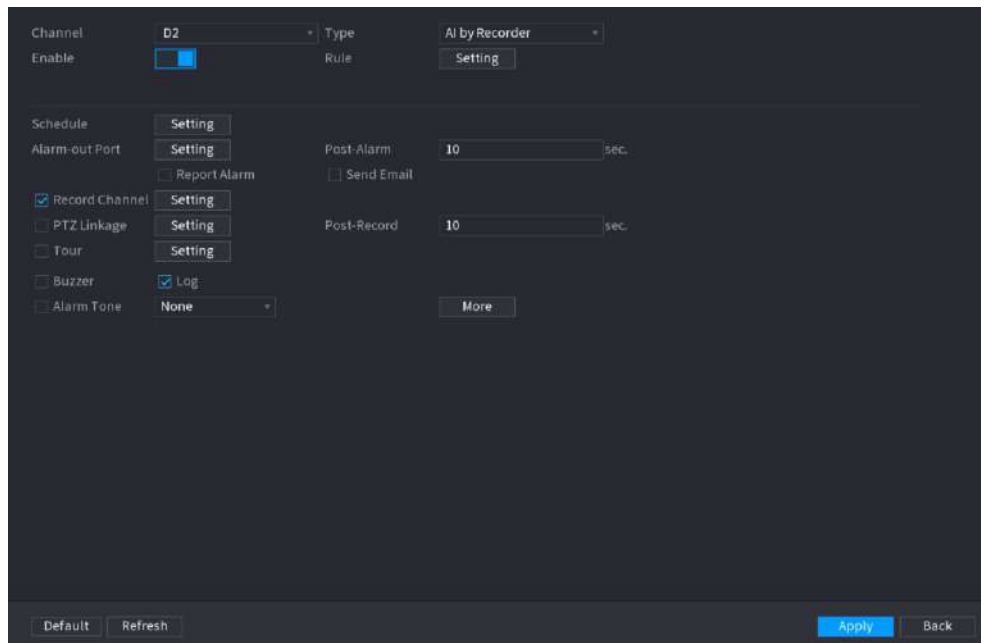 Channel D2 Type AI by Recorder
Enable Rule Setting
Schedule Setting
Alarm-out Port Setting Post-Alarm 10 sec.
Report Alarm Send Email
Record Channel Setting
PTZ Linkage Setting Post-Record 10 sec.
Tour Setting
Buzzer Log
Alarm Tone None More
Default Refresh Apply Back